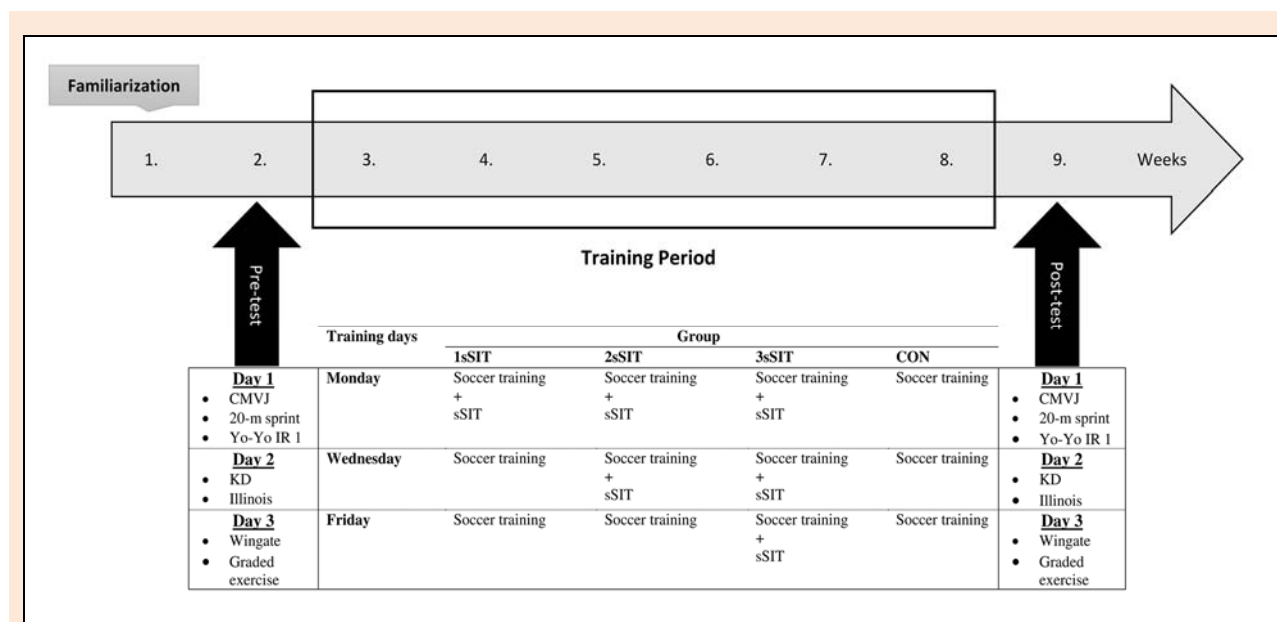 Familiarization
1. 2. 3. 4. 5. 6. 7. 8. 9. Weeks
Pre-test
Training Period
Post-test
Training days Group
1sSIT 2sSIT 3sSIT CON
Day 1
• CMVJ
• 20-m sprint
• Yo-Yo IR 1
Monday
Soccer training
+
sSIT
Soccer training
+
sSIT
Soccer training
+
sSIT
Soccer training
Day 1
• CMVJ
• 20-m sprint
• Yo-Yo IR 1
Day 2
• KD
• Illinois
Wednesday
Soccer training
Soccer training
+
sSIT
Soccer training
+
sSIT
Soccer training
Day 2
• KD
• Illinois
Day 3
• Wingate
• Graded
exercise
Friday
Soccer training
Soccer training
Soccer training
+
sSIT
Soccer training
Day 3
• Wingate
• Graded
exercise